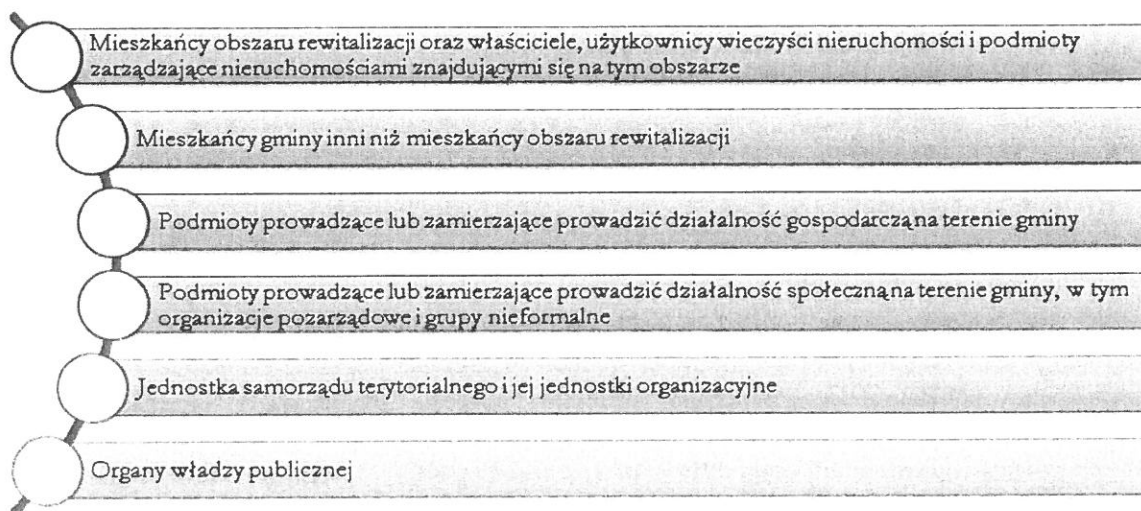 Mieszkańcy obszaru rewitalizacji oraz właściciele, użytkownicy wieczyści nieruchomości i podmioty
zarządzające nieruchomościami znajdującymi się na tym obszarze
Mieszkańcy gminy inni niż mieszkańcy obszaru rewitalizacji
Podmioty prowadzące lub zamierzające prowadzić działalność gospodarczą na terenie gminy
Podmioty prowadzące lub zamierzające prowadzić działalność społeczną na terenie gminy, w tym
organizacje pozarządowe i grupy nieformalne
Jednostka samorządu terytorialnego i jej jednostki organizacyjne
Organy władzy publicznej